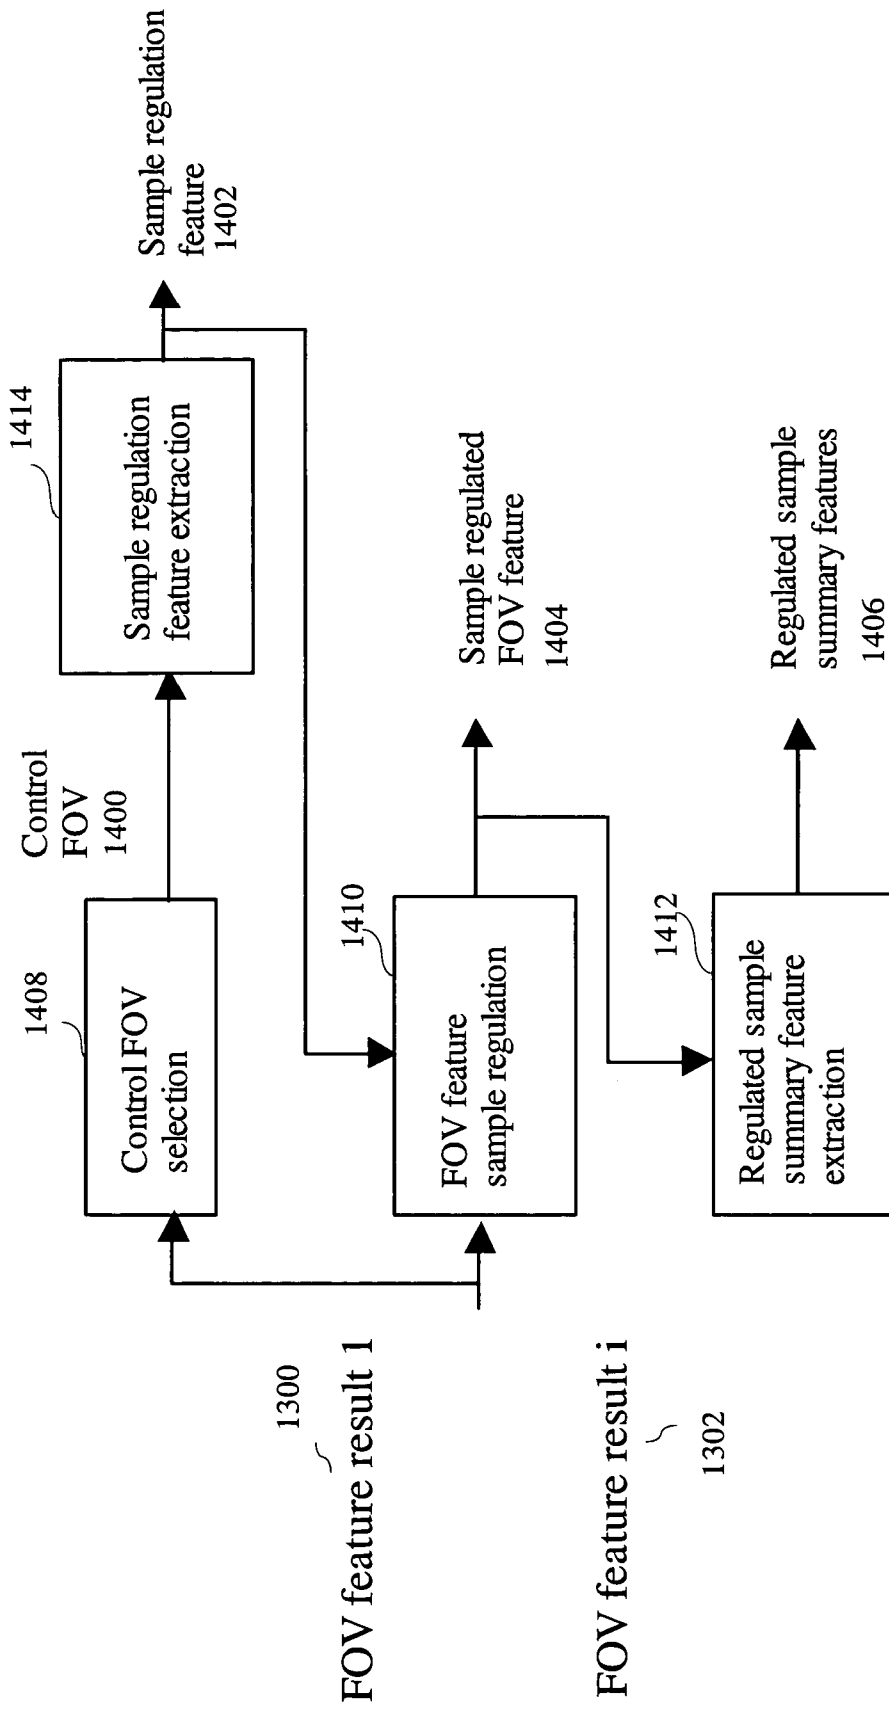 FOV feature result 1
1300
FOV feature result i
1302
1408
Control FOV
selection
Control
FOV
1400
1414
Sample regulation
feature extraction
Sample regulation
feature
1402
1410
FOV feature
sample regulation
Sample regulated
FOV feature
1404
1412
Regulated sample
summary feature
extraction
Regulated sample
summary features
1406